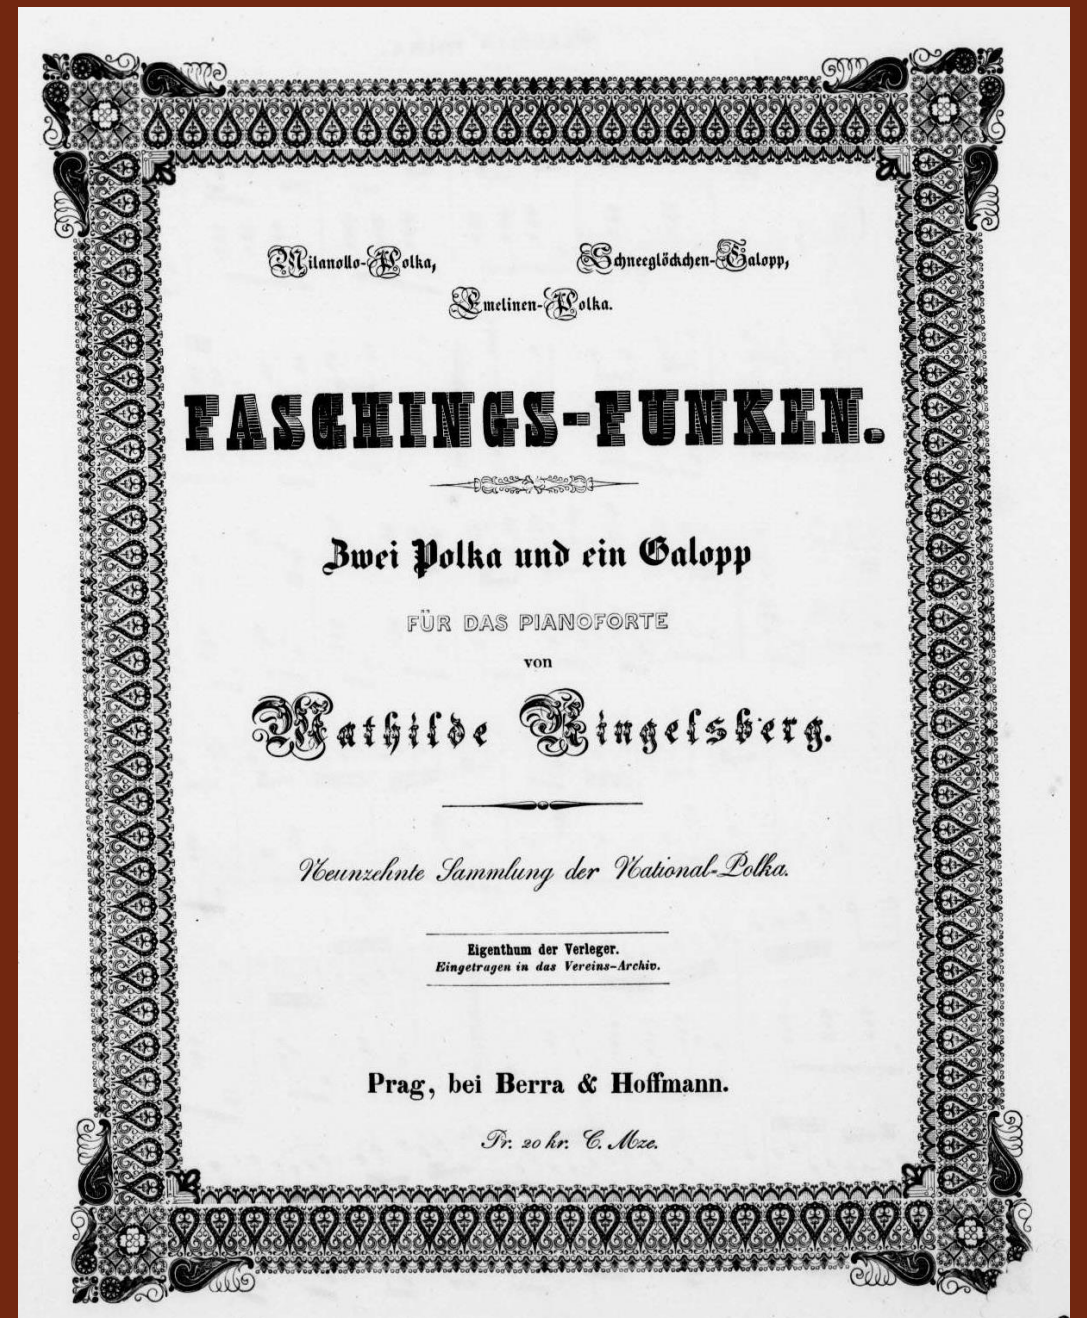 Milanollo-Polka, Schneeglöckchen-Galopp,
Emelinen-Polka.
FASCHINGS-FUNKEN.
Zwei Polka und ein Galopp
FÜR DAS PIANOFORTE
von
Mathilde Ringelsberg.
Neunzehnte Sammlung der National-Polka.
Eigenthum der Verleger.
Eingetragen in das Vereins-Archiv.
Prag, bei Berra & Hoffmann.
Pr. 20 kr. C. Mze.